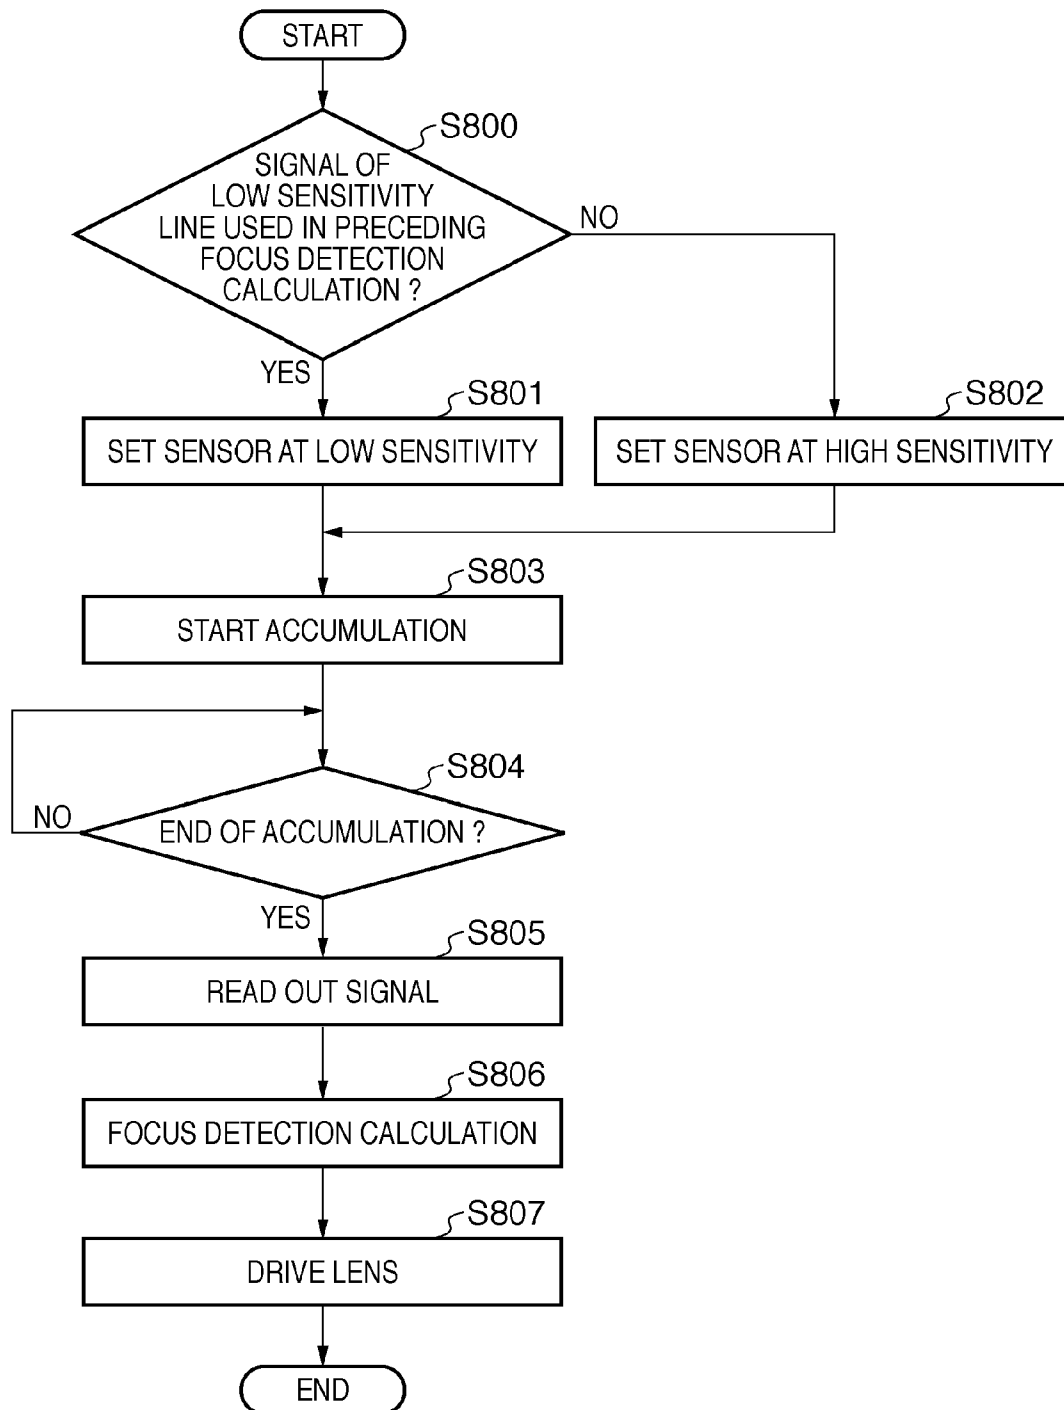 START
S800
SIGNAL OF
LOW SENSITIVITY
LINE USED IN PRECEDING
FOCUS DETECTION
CALCULATION ?
NO
YES
S801
SET SENSOR AT LOW SENSITIVITY
S802
SET SENSOR AT HIGH SENSITIVITY
S803
START ACCUMULATION
S804
END OF ACCUMULATION ?
NO
YES
S805
READ OUT SIGNAL
S806
FOCUS DETECTION CALCULATION
S807
DRIVE LENS
END